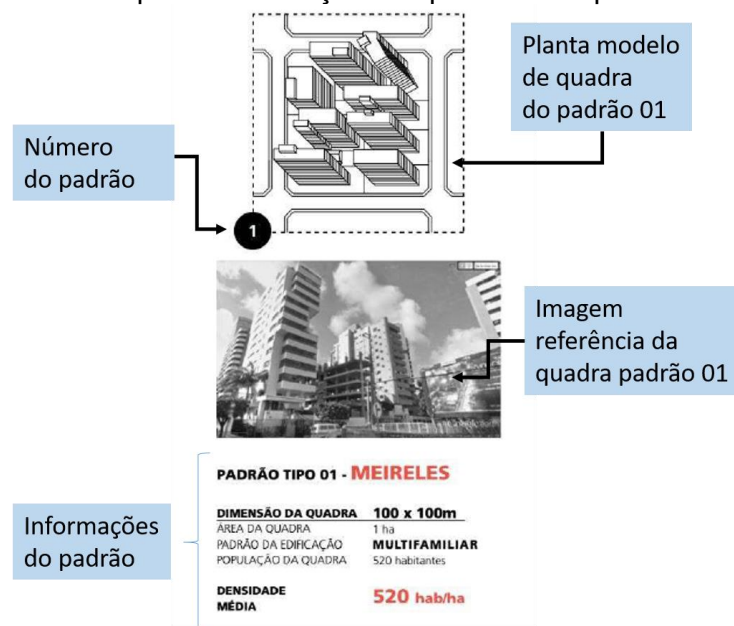 Planta modelo
de quadra
do padrão 01
Número
do padrão
1
Imagem
referência da
quadra padrão 01
PADRÃO TIPO 01 - MEIRELES
DIMENSÃO DA QUADRA 100 x 100m
ÁREA DA QUADRA 1 ha
PADRÃO DA EDIFICAÇÃO MULTIFAMILIAR
POPULAÇÃO DA QUADRA 520 habitantes
Informações
do padrão
DENSIDADE
MÉDIA
520 hab/ha